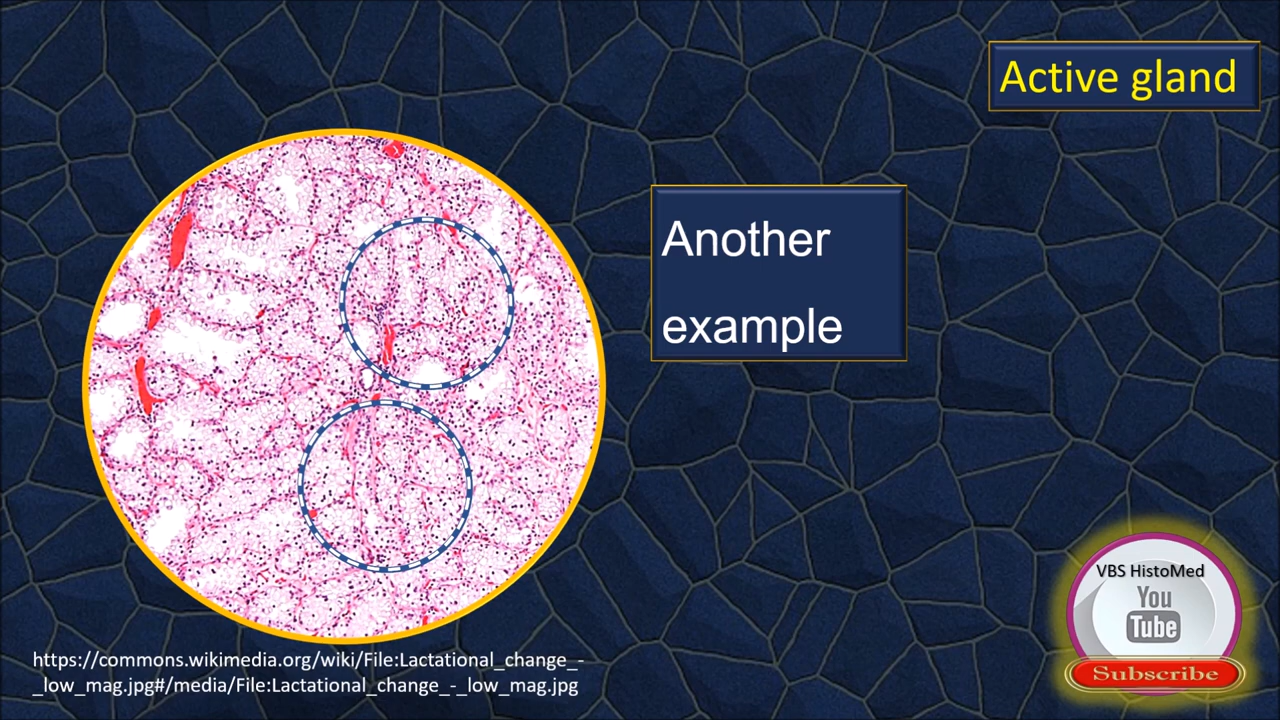 Active gland
Another
example
VBS HistoMed
You
Tube
Subscribe
https://commons.wikimedia.org/wiki/File:Lactational_change_-
_low_mag.jpg#/media/File:Lactational_change_-_low_mag.jpg